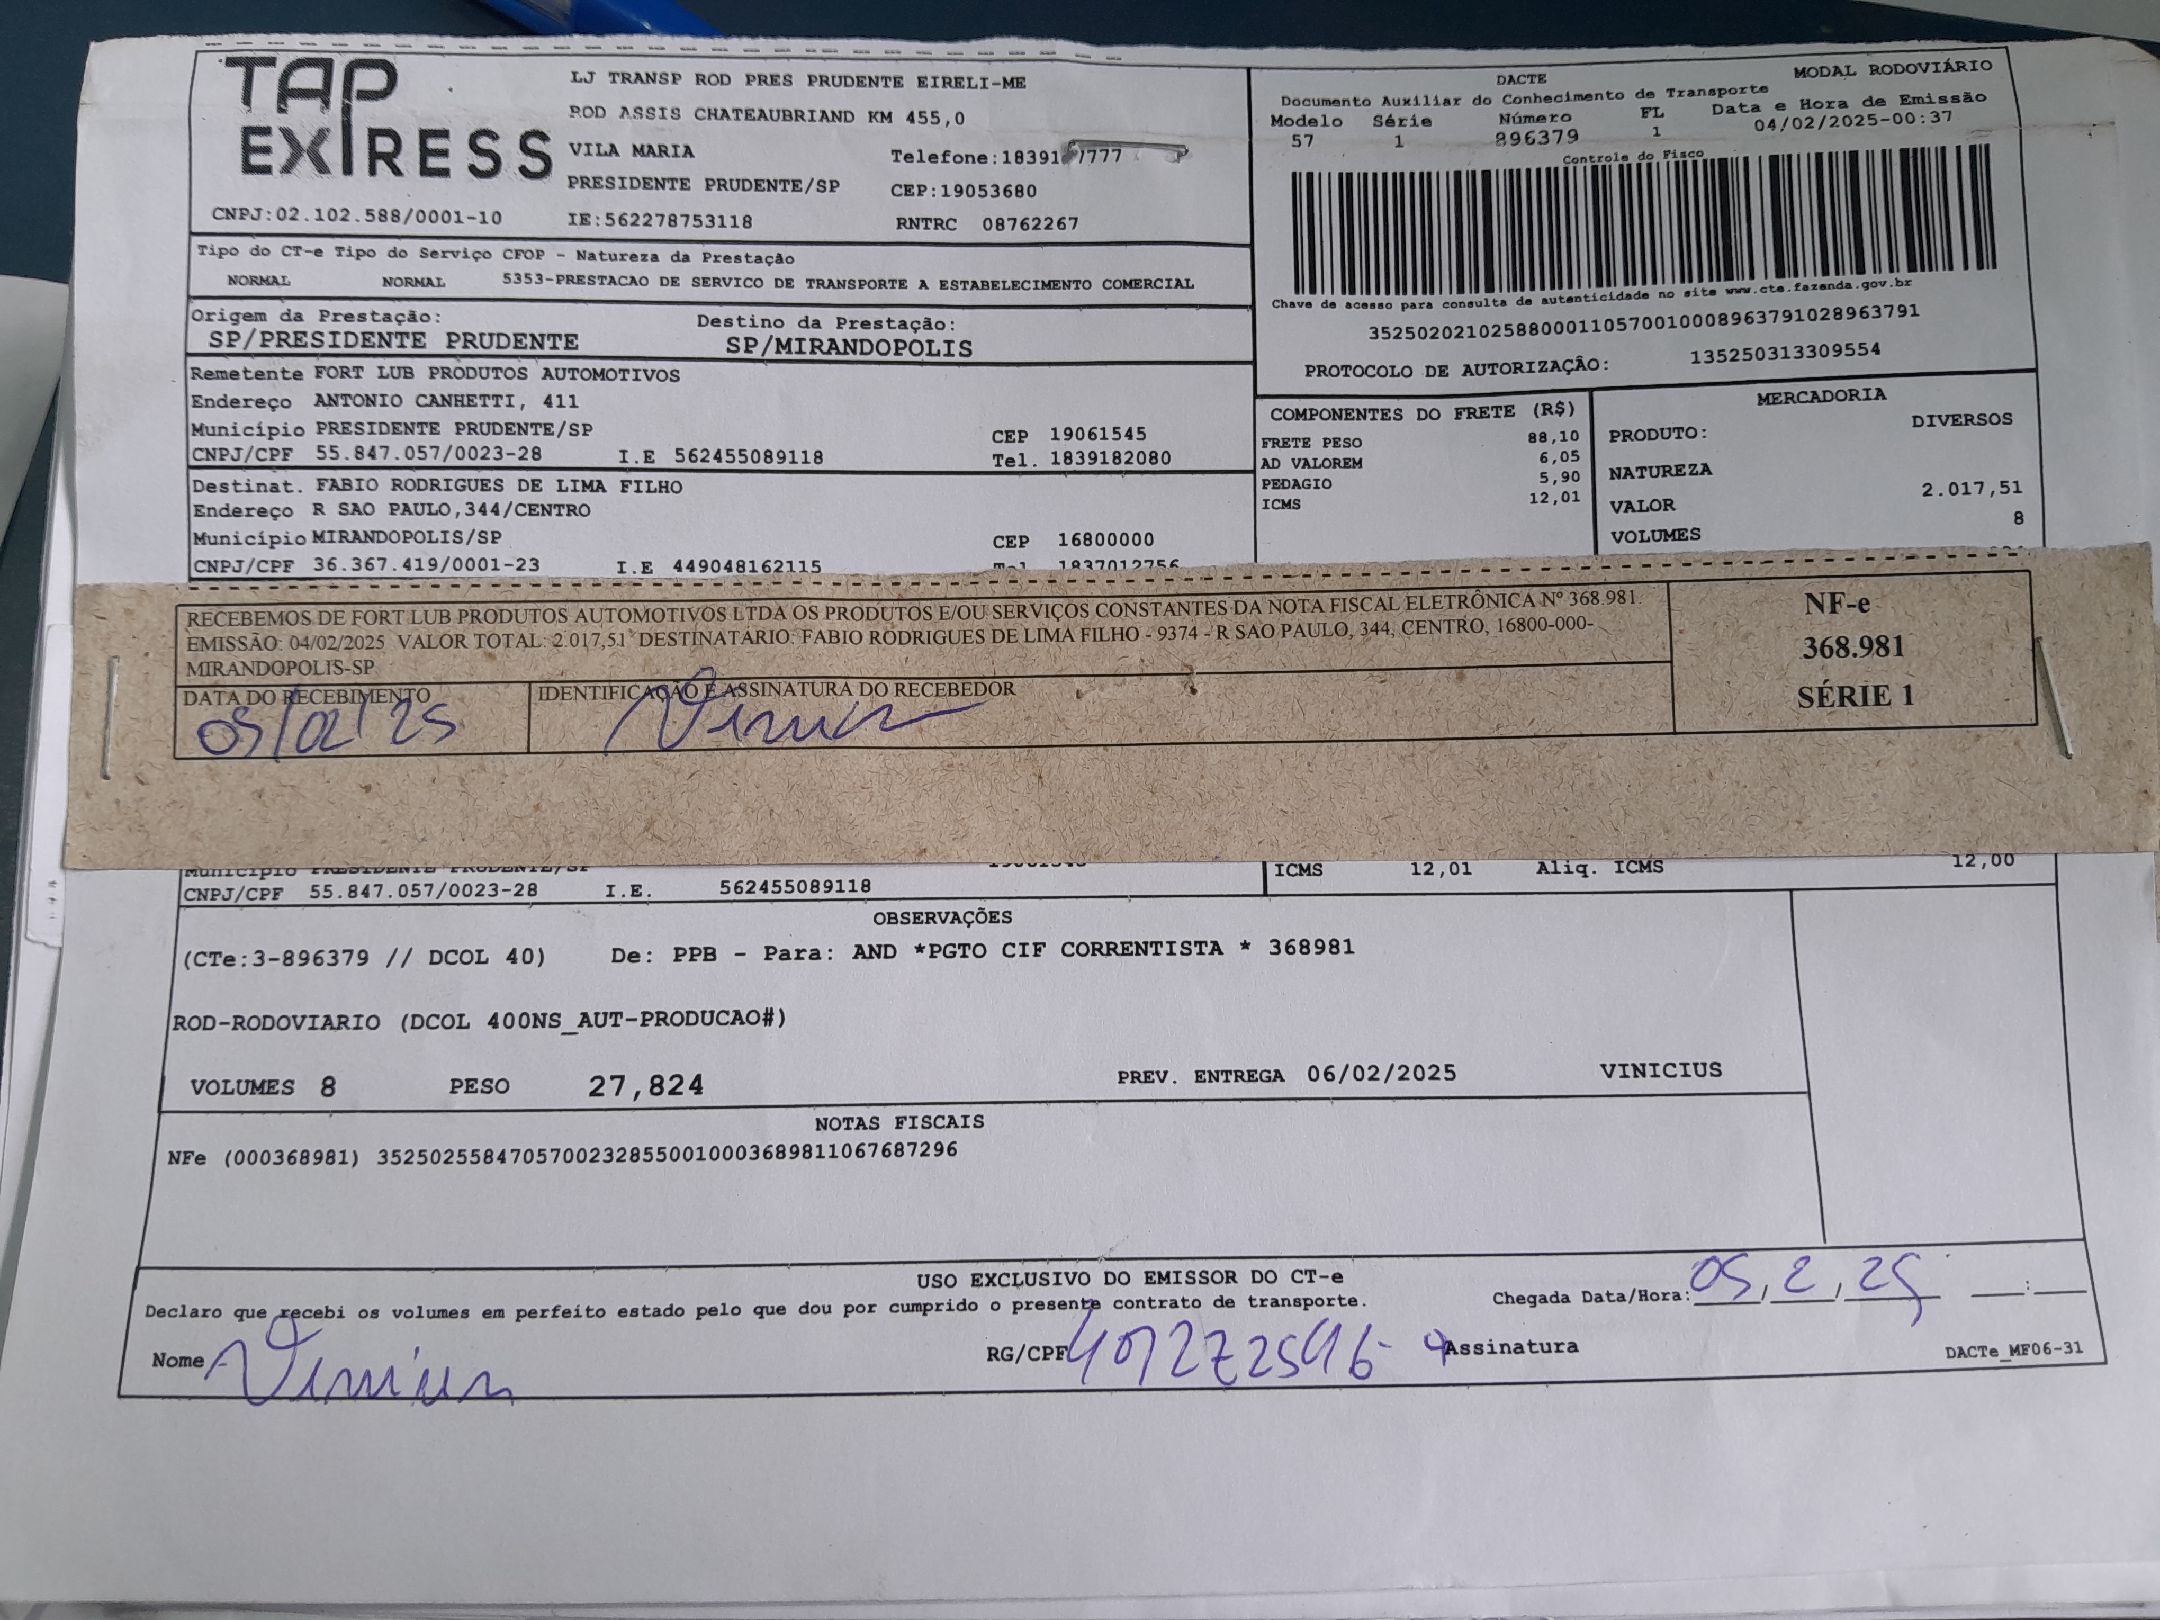 TAP EXPRESS
LJ TRANSP ROD PRES PRUDENTE EIRELI-ME
ROD ASSIS CHATEAUBRIAND KM 455,0
VILA MARIA Telefone:18391 7777
PRESIDENTE PRUDENTE/SP CEP:19053680
CNPJ:02.102.588/0001-10 IE:562278753118 RNTRC 08762267
DACTE MODAL RODOVIÁRIO
Documento Auxiliar do Conhecimento de Transporte
Modelo Série Número FL Data e Hora de Emissão
57 1 896379 1 04/02/2025-00:37
Controle do Fisco
Chave de acesso para consulta de autenticidade no site www.cte.fazenda.gov.br
35250202102588000110570010008963791028963791
PROTOCOLO DE AUTORIZAÇÂO: 135250313309554
Tipo do CT-e Tipo do Serviço CFOP - Natureza da Prestação
NORMAL NORMAL 5353-PRESTACAO DE SERVICO DE TRANSPORTE A ESTABELECIMENTO COMERCIAL
Origem da Prestação: Destino da Prestação:
SP/PRESIDENTE PRUDENTE SP/MIRANDOPOLIS
Remetente FORT LUB PRODUTOS AUTOMOTIVOS
Endereço ANTONIO CANHETTI, 411
Município PRESIDENTE PRUDENTE/SP CEP 19061545
CNPJ/CPF 55.847.057/0023-28 I.E 562455089118 Tel. 1839182080
Destinat. FABIO RODRIGUES DE LIMA FILHO
Endereço R SAO PAULO,344/CENTRO
Município MIRANDOPOLIS/SP CEP 16800000
CNPJ/CPF 36.367.419/0001-23 I.E 449048162115 Tel 1837012756
COMPONENTES DO FRETE (R$)
FRETE PESO 88,10
AD VALOREM 6,05
PEDAGIO 5,90
ICMS 12,01
MERCADORIA
PRODUTO: DIVERSOS
NATUREZA
VALOR 2.017,51
VOLUMES 8
RECEBEMOS DE FORT LUB PRODUTOS AUTOMOTIVOS LTDA OS PRODUTOS E/OU SERVIÇOS CONSTANTES DA NOTA FISCAL ELETRÔNICA Nº 368.981.
EMISSÃO: 04/02/2025 VALOR TOTAL: 2.017,51 DESTINATÁRIO: FABIO RODRIGUES DE LIMA FILHO - 9374 - R SAO PAULO, 344, CENTRO, 16800-000-
MIRANDOPOLIS-SP
DATA DO RECEBIMENTO IDENTIFICAÇÃO E ASSINATURA DO RECEBEDOR
05/02/25
NF-e
368.981
SÉRIE 1
Município PRESIDENTE PRUDENTE/SP 19061545
CNPJ/CPF 55.847.057/0023-28 I.E. 562455089118
ICMS 12,01 Aliq. ICMS 12,00
OBSERVAÇÕES
(CTe:3-896379 // DCOL 40) De: PPB - Para: AND *PGTO CIF CORRENTISTA * 368981
ROD-RODOVIARIO (DCOL 400NS_AUT-PRODUCAO#)
VOLUMES 8 PESO 27,824 PREV. ENTREGA 06/02/2025 VINICIUS
NOTAS FISCAIS
NFe (000368981) 35250255847057002328550010003689811067687296
USO EXCLUSIVO DO EMISSOR DO CT-e
Declaro que recebi os volumes em perfeito estado pelo que dou por cumprido o presente contrato de transporte. Chegada Data/Hora: 05, 2, 25 :
Nome Vinicius RG/CPF Assinatura DACTe_MF06-31